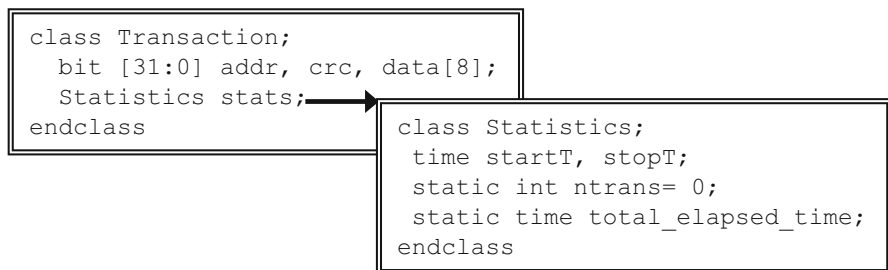 class Transaction;
bit [31:0] addr, crc, data[8];
Statistics stats;
endclass
class Statistics;
time startT, stopT;
static int ntrans= 0;
static time total_elapsed_time;
endclass